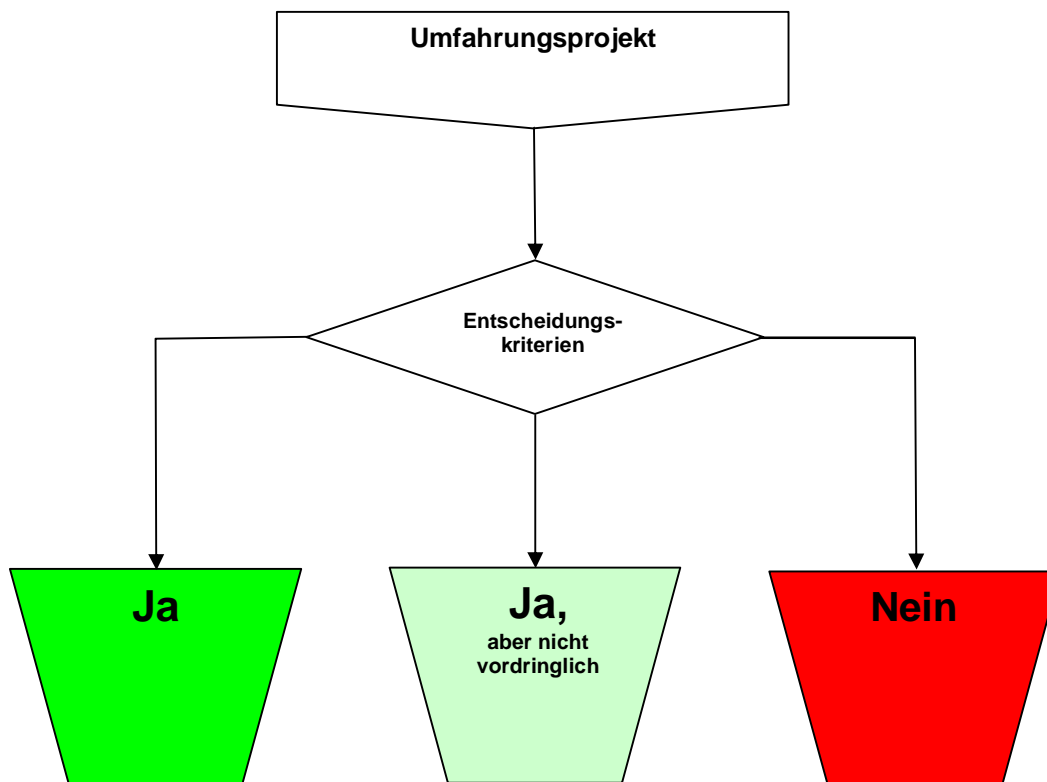 Umfahrungsprojekt
Entscheidungs-
kriterien
Ja
Ja,
aber nicht
vordringlich
Nein